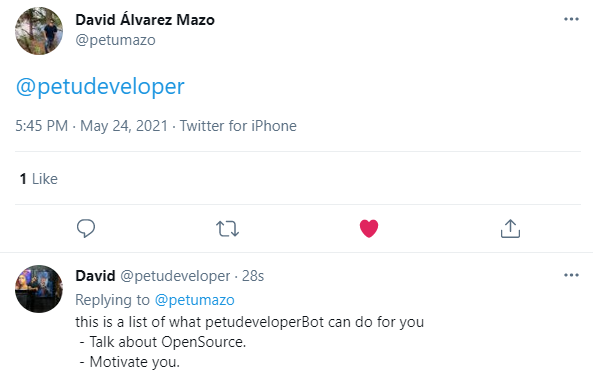 David Álvarez Mazo
@petumazo
@petudeveloper
5:45 PM · May 24, 2021 · Twitter for iPhone
1 Like
David @petudeveloper · 28s
Replying to @petumazo
this is a list of what petudeveloperBot can do for you
- Talk about OpenSource.
- Motivate you.